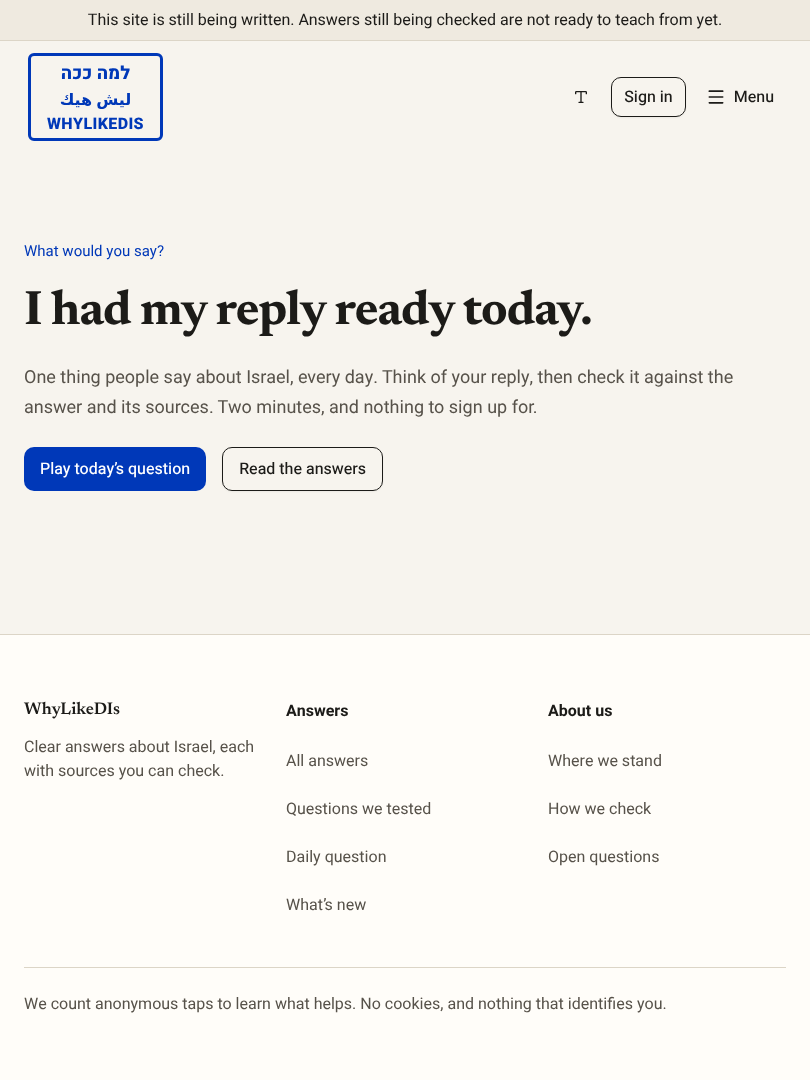 This site is still being written. Answers still being checked are not ready to teach from yet.
למה ככה
ليش هيك
WHYLIKEDIS
T
Sign in
Menu
What would you say?
I had my reply ready today.
One thing people say about Israel, every day. Think of your reply, then check it against the
answer and its sources. Two minutes, and nothing to sign up for.
Play today’s question
Read the answers
WhyLikeDIs
Clear answers about Israel, each
with sources you can check.
Answers
All answers
Questions we tested
Daily question
What’s new
About us
Where we stand
How we check
Open questions
We count anonymous taps to learn what helps. No cookies, and nothing that identifies you.